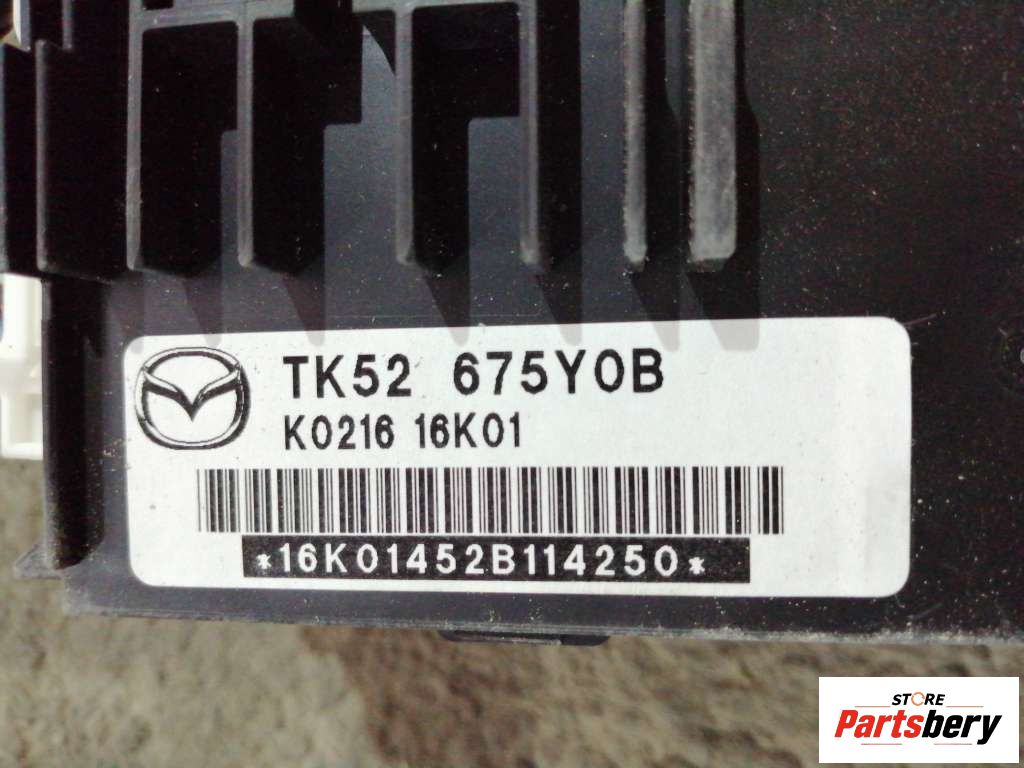 TK52 675Y0B
K0216 16K01
*16K01452B114250*
STORE
Partsbery